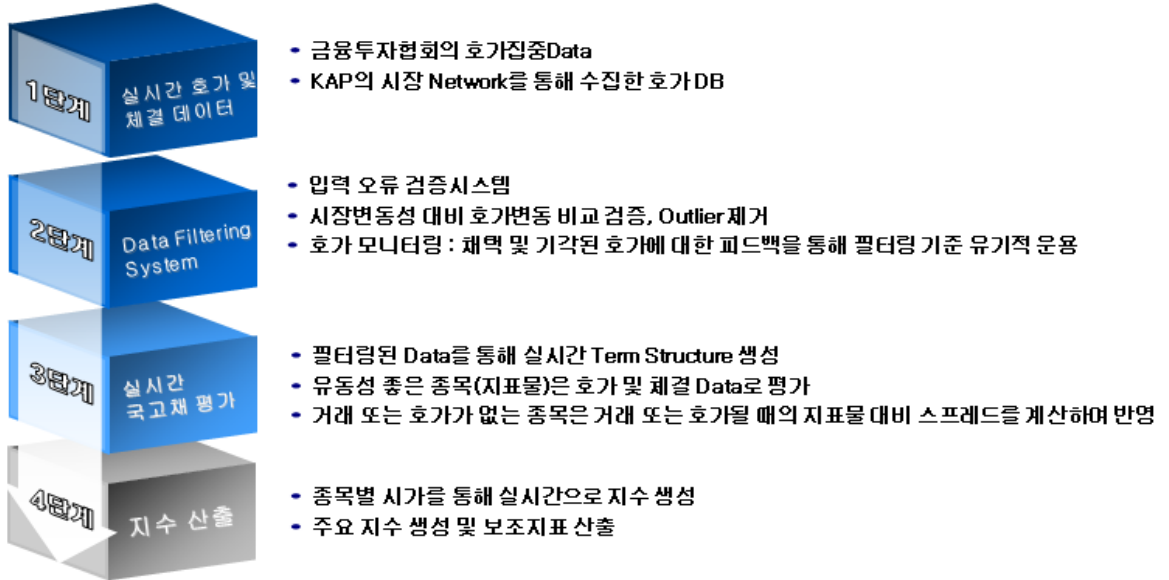 1단계
실시간 호가 및
체결 데이터
• 금융투자협회의 호가집중Data
• KAP의 시장 Network를 통해 수집한 호가 DB
2단계
Data Filtering
System
• 입력 오류 검증시스템
• 시장변동성 대비 호가변동 비교 검증, Outlier 제거
• 호가 모니터링 : 채택 및 기각된 호가에 대한 피드백을 통해 필터링 기준 유기적 운용
3단계
실시간
국고채 평가
• 필터링된 Data를 통해 실시간 Term Structure 생성
• 유동성 좋은 종목(지표물)은 호가 및 체결 Data로 평가
• 거래 또는 호가가 없는 종목은 거래 또는 호가될 때의 지표물 대비 스프레드를 계산하여 반영
4단계
지수 산출
• 종목별 시가를 통해 실시간으로 지수 생성
• 주요 지수 생성 및 보조지표 산출